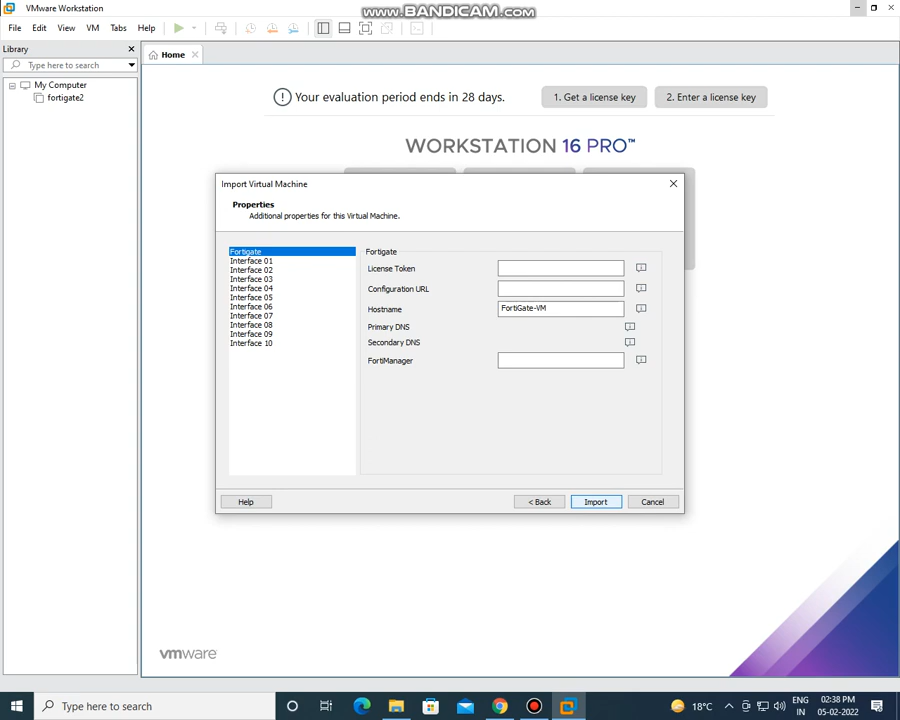 VMware Workstation
www.BANDICAM.com
File Edit View VM Tabs Help
Library
Type here to search
My Computer
fortigate2
Home
Your evaluation period ends in 28 days.
1. Get a license key
2. Enter a license key
WORKSTATION 16 PRO™
Import Virtual Machine
Properties
Additional properties for this Virtual Machine.
Fortigate
Interface 01
Interface 02
Interface 03
Interface 04
Interface 05
Interface 06
Interface 07
Interface 08
Interface 09
Interface 10
Fortigate
License Token
Configuration URL
Hostname FortiGate-VM
Primary DNS
Secondary DNS
FortiManager
Help
< Back
Import
Cancel
vmware
Type here to search
18°C
ENG
IN
02:38 PM
05-02-2022